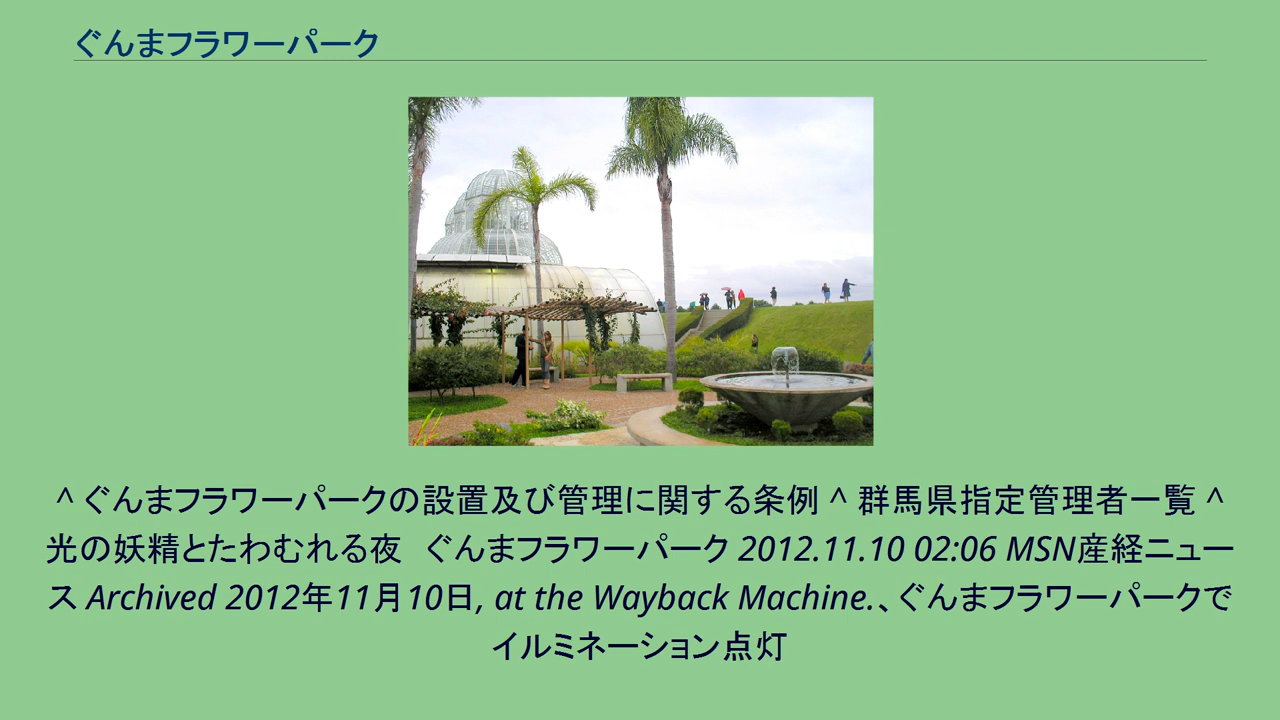 ぐんまフラワーパーク
^ ぐんまフラワーパークの設置及び管理に関する条例 ^ 群馬県指定管理者一覧 ^
光の妖精とたわむれる夜　ぐんまフラワーパーク 2012.11.10 02:06 MSN産経ニュー
ス Archived 2012年11月10日, at the Wayback Machine.、ぐんまフラワーパークで
イルミネーション点灯